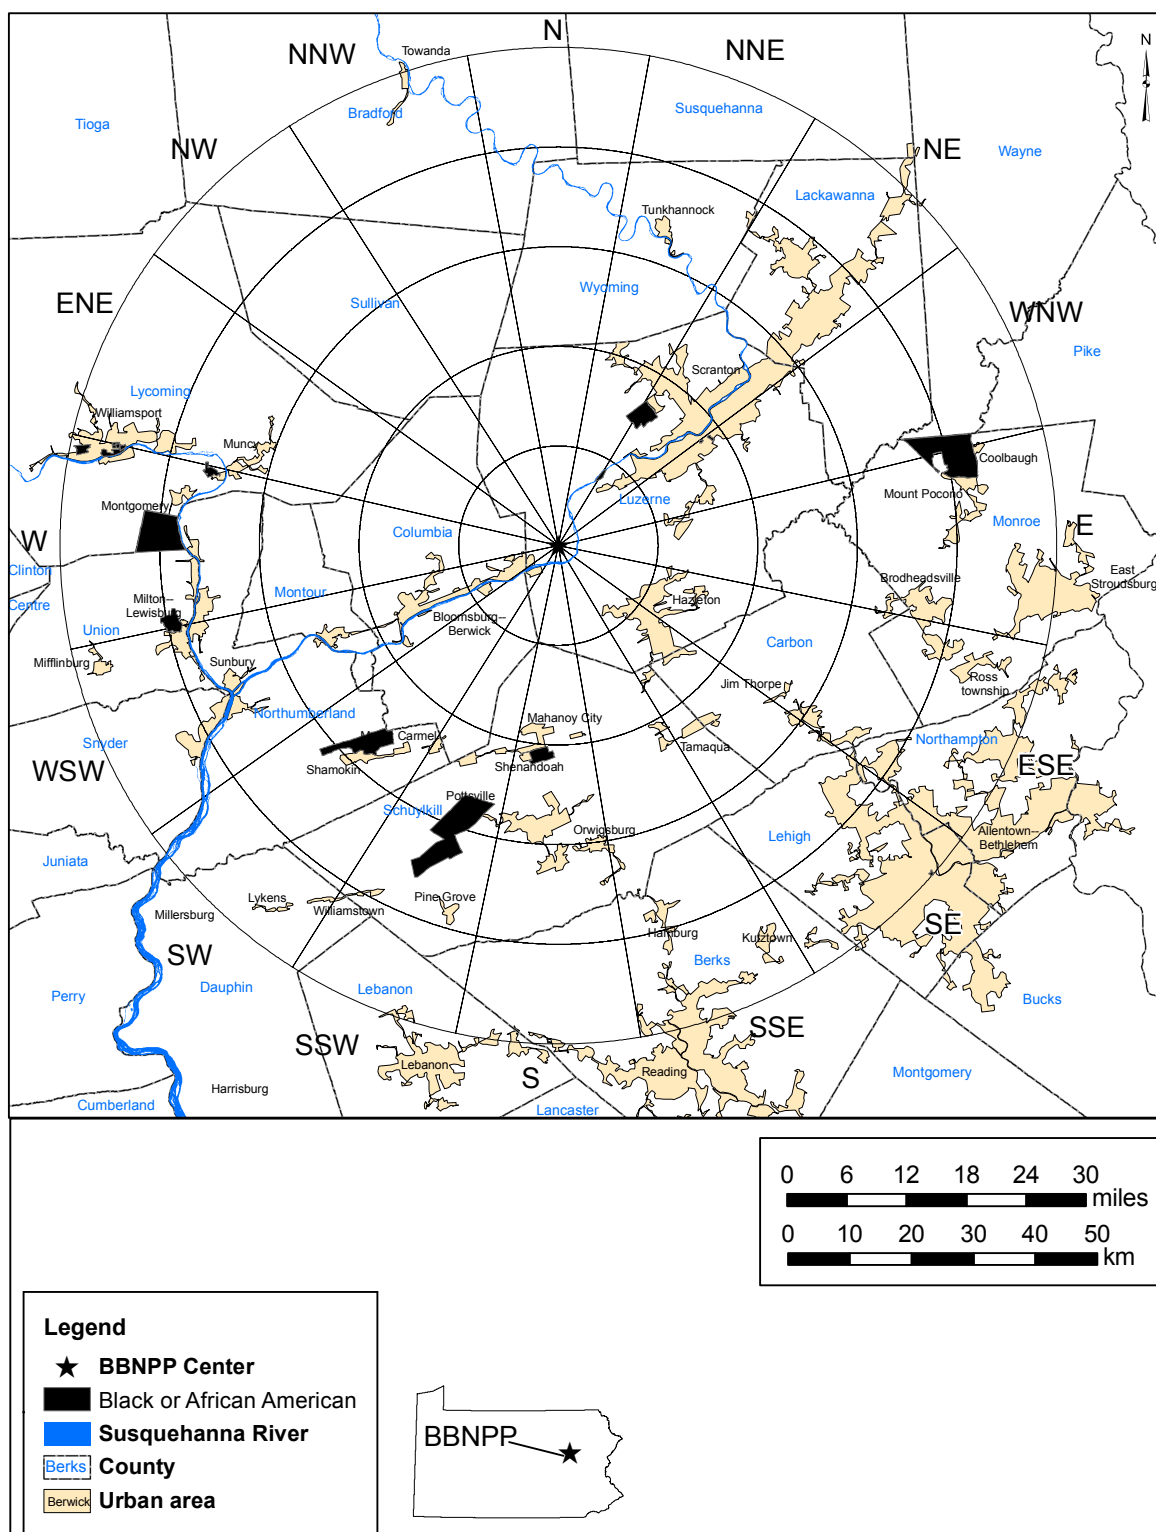 N
NNW
Towanda
NNE
N
Bradford
Susquehanna
Tioga
NW
NE
Wayne
Lackawanna
Tunkhannock
Wyoming
Sullivan
ENE
WNW
Pike
Scranton
Lycoming
Williamsport
Muncy
Coolbaugh
Mount Pocono
Luzerne
Montgomery
Columbia
Monroe
E
W
Clinton
East
Stroudsburg
Brodheadsville
Montour
Hazleton
Centre
Milton--
Lewisburg
Bloomsburg--
Berwick
Union
Carbon
Mifflinburg
Sunbury
Ross
township
Jim Thorpe
Northumberland
Mahanoy City
Snyder
Carmel
Tamaqua
Northampton
WSW
Shamokin
Shenandoah
ESE
Pottsville
Schuylkill
Orwigsburg
Lehigh
Allentown--
Bethlehem
Juniata
Lykens
Williamstown
Pine Grove
Millersburg
SE
Hamburg
Kutztown
SW
Berks
Perry
Dauphin
Lebanon
Bucks
SSW
SSE
Lebanon
S
Reading
Montgomery
Harrisburg
Cumberland
Lancaster
0 6 12 18 24 30
miles
0 10 20 30 40 50
km
Legend
BBNPP Center
Black or African American
Susquehanna River
Berks County
Berwick Urban area
BBNPP